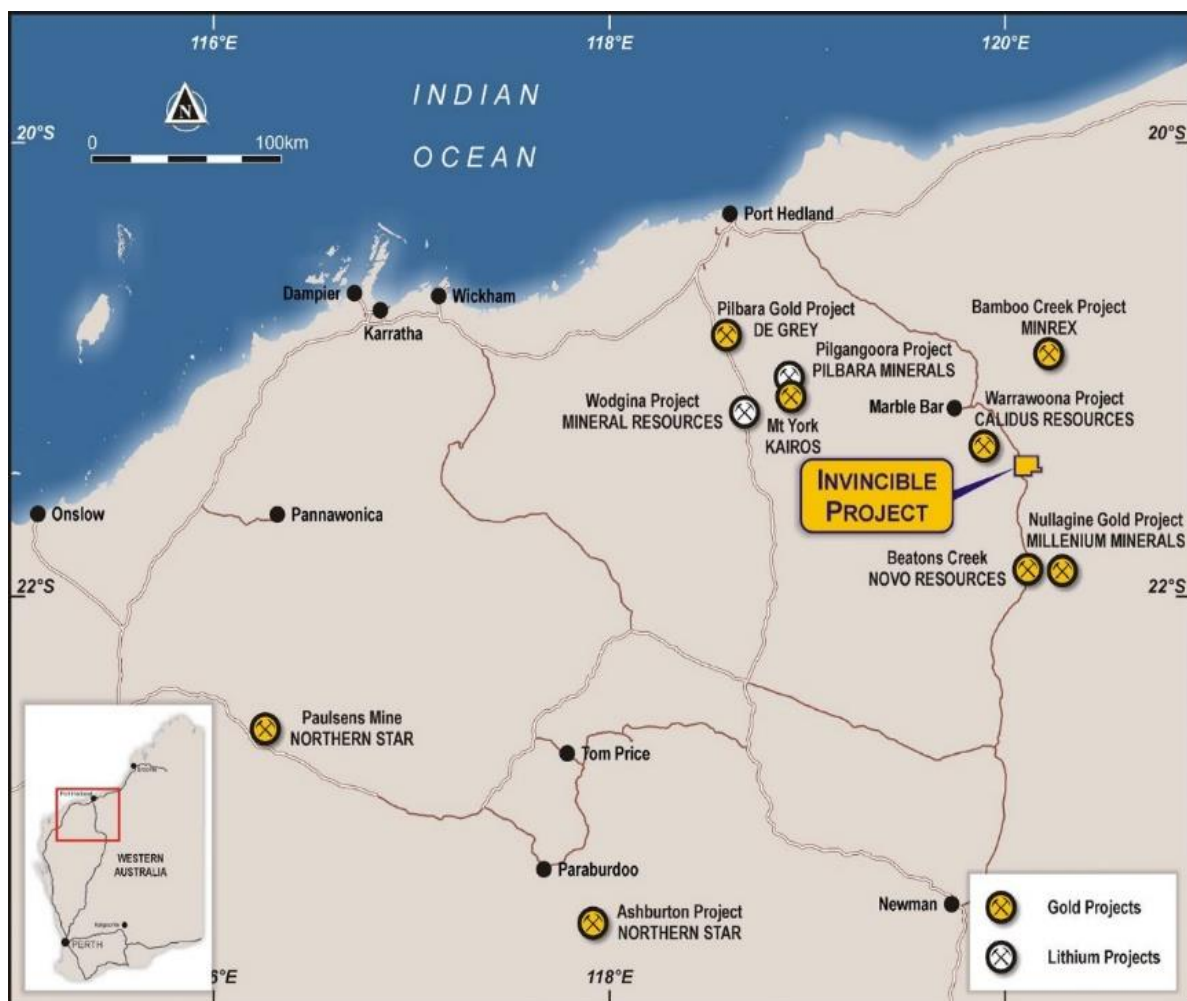 116°E
118°E
120°E
INDIAN
OCEAN
N
0
100km
20°S
20°S
Port Hedland
Dampier
Wickham
Karratha
Pilbara Gold Project
DE GREY
Bamboo Creek Project
MINREX
Pilgangoora Project
PILBARA MINERALS
Wodgina Project
MINERAL RESOURCES
Mt York
KAIROS
Marble Bar
Warrawoona Project
CALIDUS RESOURCES
INVINCIBLE
PROJECT
Onslow
Pannawonica
Nullagine Gold Project
MILLENIUM MINERALS
Beatons Creek
NOVO RESOURCES
22°S
22°S
Paulsens Mine
NORTHERN STAR
Tom Price
Paraburdoo
Ashburton Project
NORTHERN STAR
Newman
Gold Projects
Lithium Projects
WESTERN
AUSTRALIA
PERTH
6°E
118°E
120°E